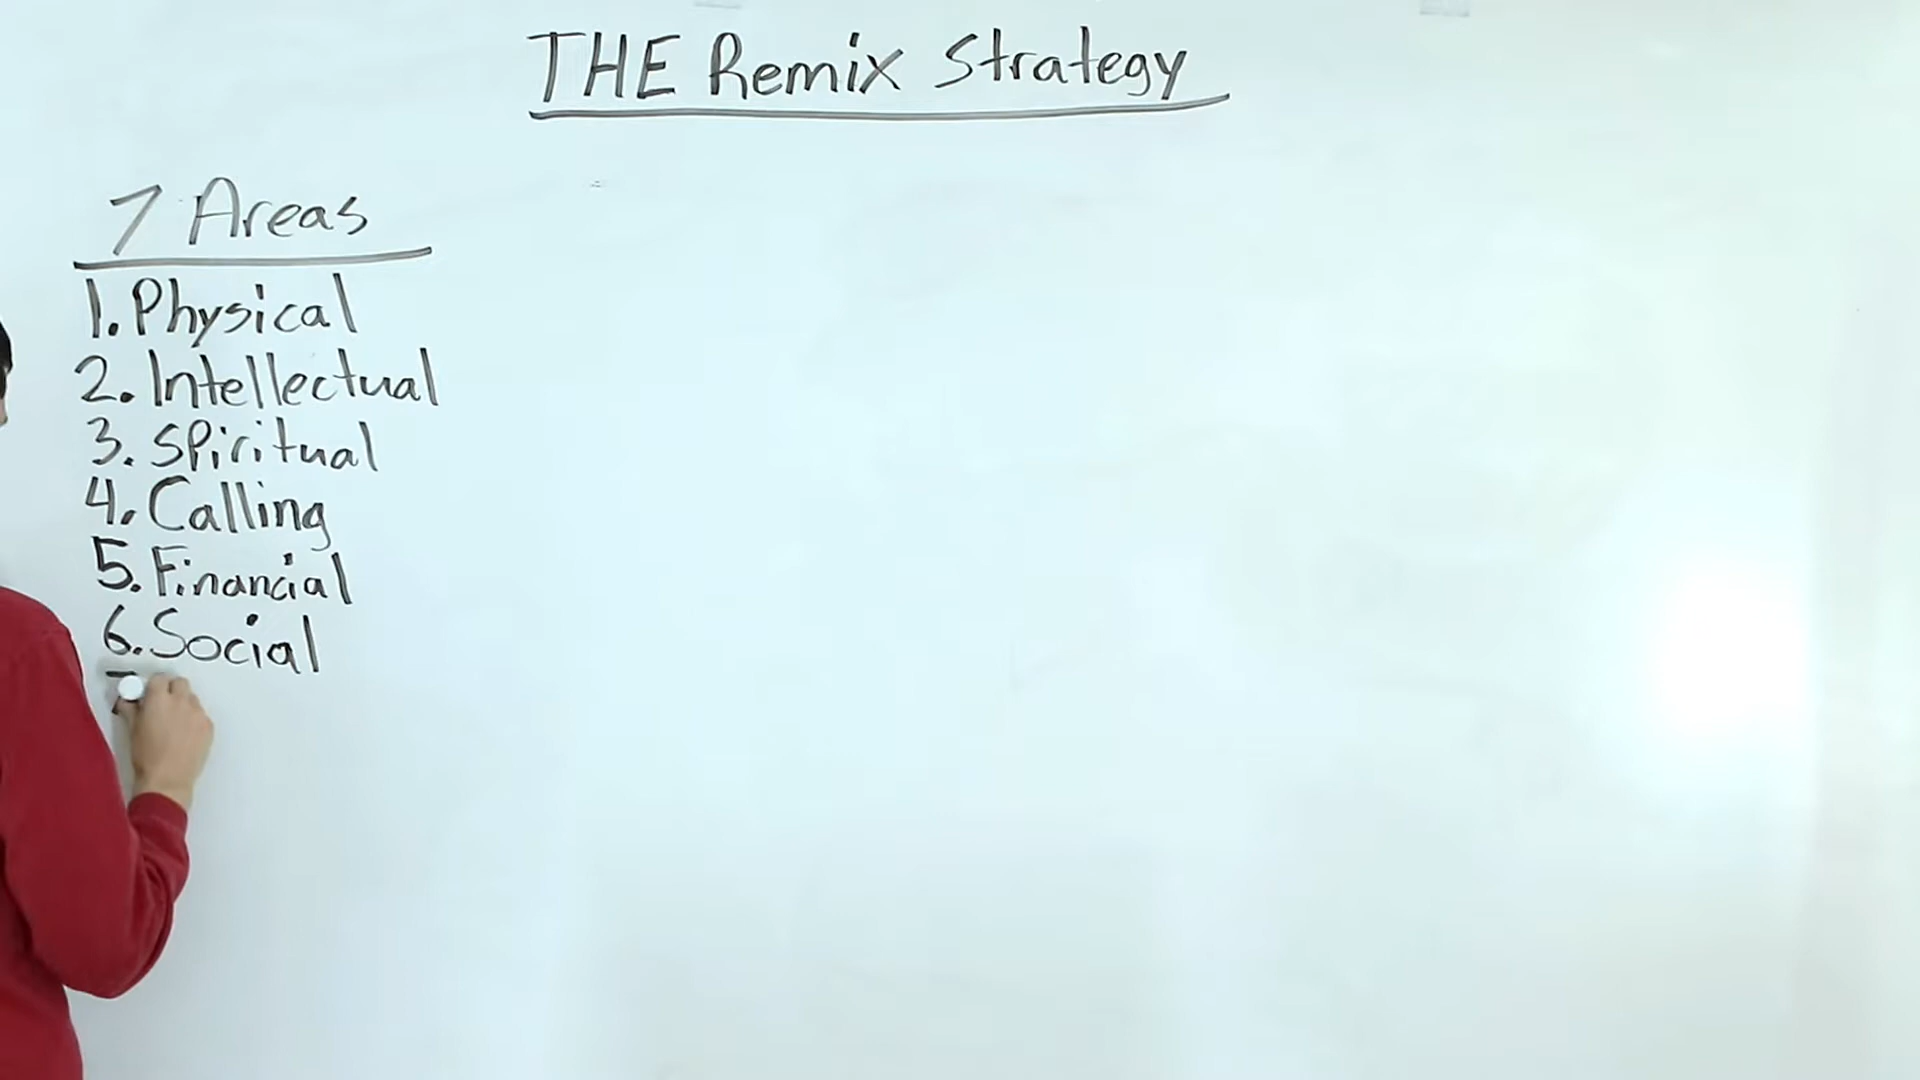 THE Remix Strategy
7 Areas
1. Physical
2. Intellectual
3. Spiritual
4. Calling
5. Financial
6. Social